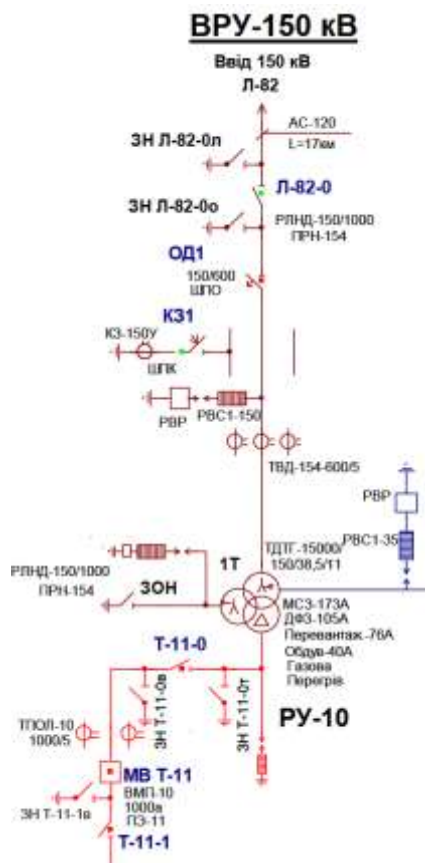 ВРУ-150 кВ
Ввід 150 кВ
Л-82
АС-120
L=17км
ЗН Л-82-0л
Л-82-0
ЗН Л-82-0о
РЛНД-150/1000
ПРН-154
ОД1
150/600
ШПО
КЗ1
КЗ-150У
ШПК
РВР
РВС1-150
ТВД-154-600/5
РВР
РВС1-35
ТДТГ-15000/
150/38,5/11
1Т
РЛНД-150/1000
ПРН-154
ЗОН
МСЗ-173А
ДФЗ-105А
Перевантаж.-76А
Обдув-40А
Газова
Перегрів
Т-11-0
ЗН Т-11-0в
ЗН Т-11-0т
РУ-10
ТПОЛ-10
1000/5
МВ Т-11
ВМП-10
1000а
ПЭ-11
ЗН Т-11-1в
Т-11-1